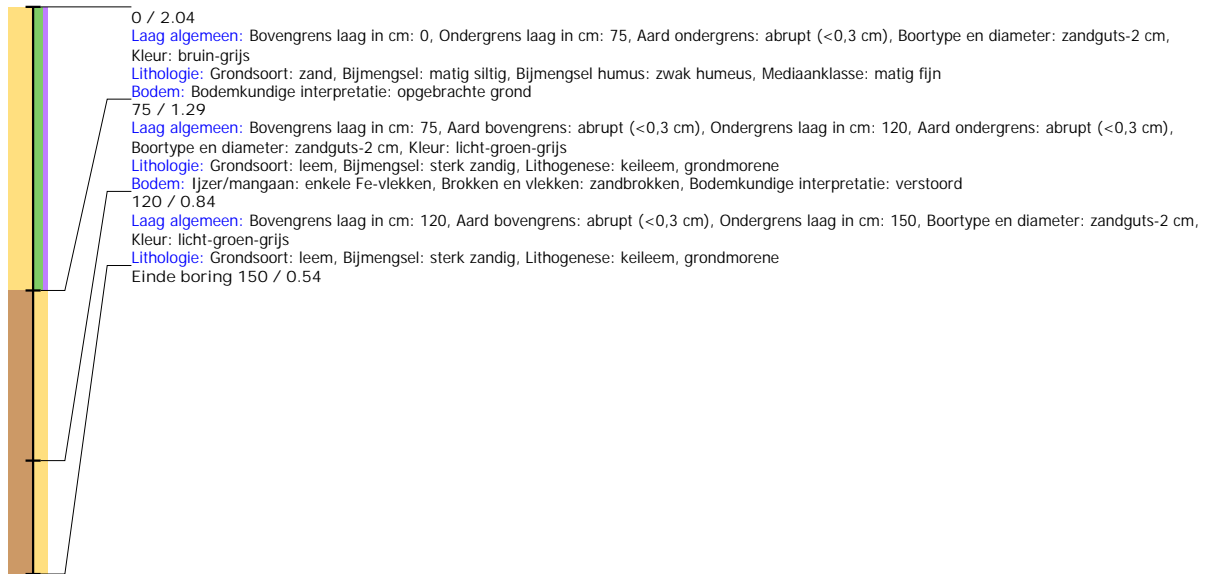 0 / 2.04
Laag algemeen: Bovengrens laag in cm: 0, Ondergrens laag in cm: 75, Aard ondergrens: abrupt (<0,3 cm), Boortype en diameter: zandguts-2 cm,
Kleur: bruin-grijs
Lithologie: Grondsoort: zand, Bijmengsel: matig siltig, Bijmengsel humus: zwak humeus, Mediaanklasse: matig fijn
Bodem: Bodemkundige interpretatie: opgebrachte grond
75 / 1.29
Laag algemeen: Bovengrens laag in cm: 75, Aard bovengrens: abrupt (<0,3 cm), Ondergrens laag in cm: 120, Aard ondergrens: abrupt (<0,3 cm),
Boortype en diameter: zandguts-2 cm, Kleur: licht-groen-grijs
Lithologie: Grondsoort: leem, Bijmengsel: sterk zandig, Lithogenese: keileem, grondmorene
Bodem: Ijzer/mangaan: enkele Fe-vlekken, Brokken en vlekken: zandbrokken, Bodemkundige interpretatie: verstoord
120 / 0.84
Laag algemeen: Bovengrens laag in cm: 120, Aard bovengrens: abrupt (<0,3 cm), Ondergrens laag in cm: 150, Boortype en diameter: zandguts-2 cm,
Kleur: licht-groen-grijs
Lithologie: Grondsoort: leem, Bijmengsel: sterk zandig, Lithogenese: keileem, grondmorene
Einde boring 150 / 0.54